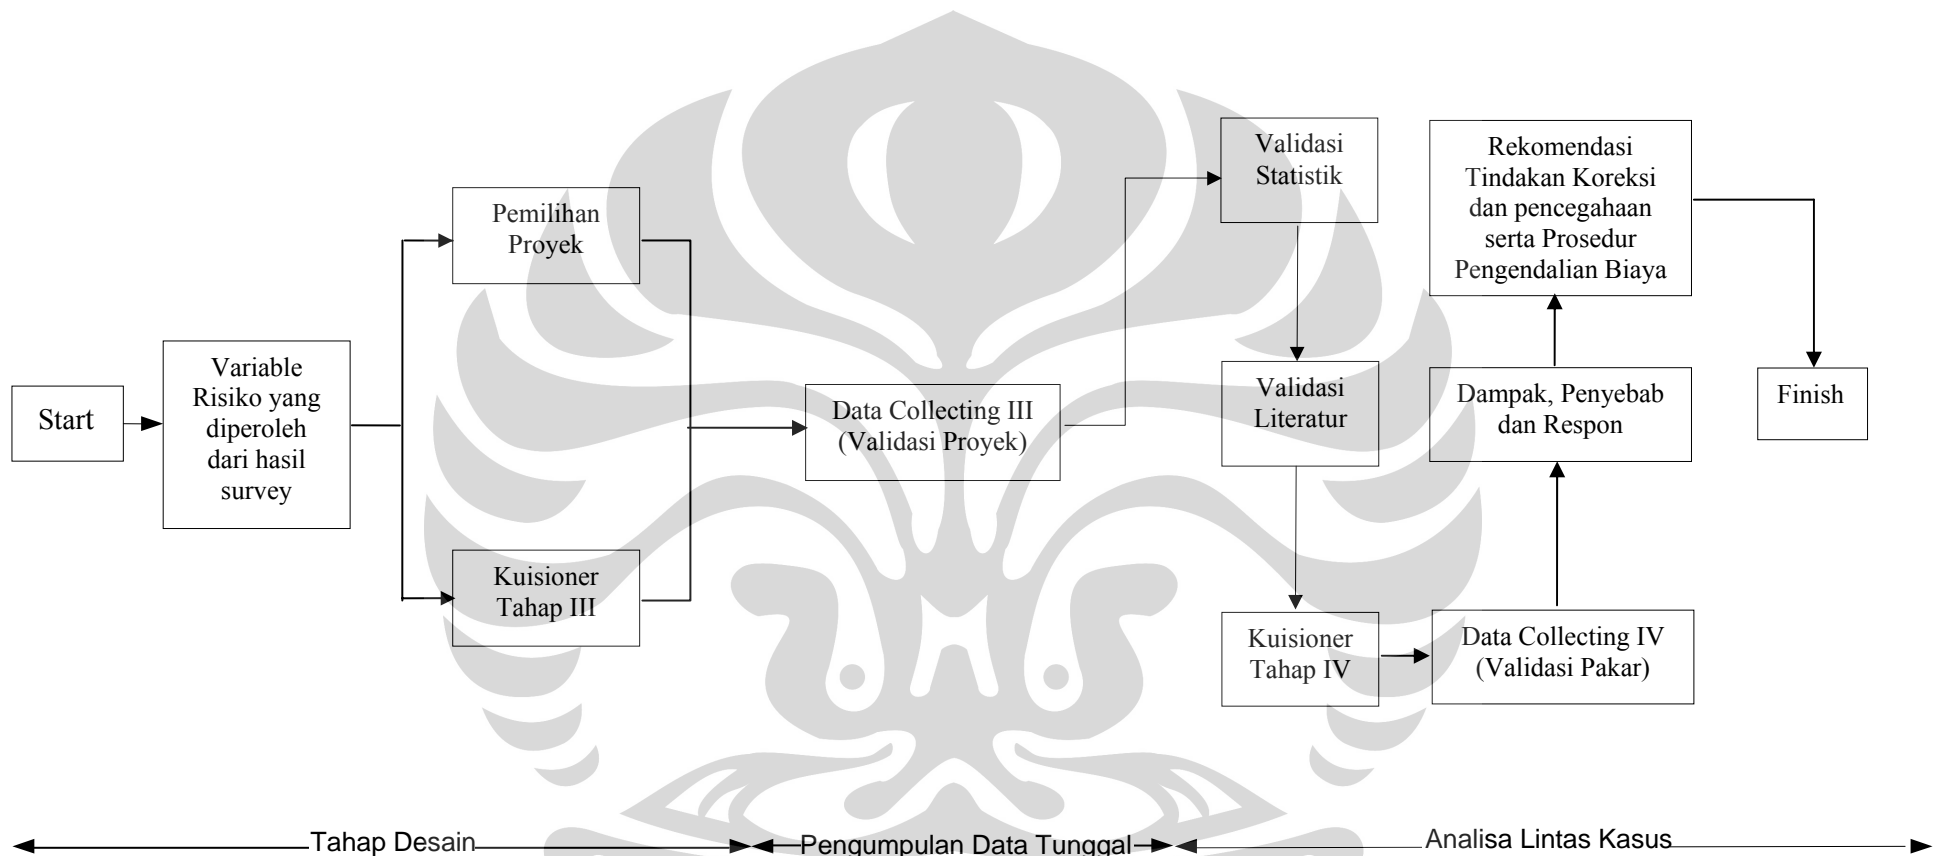 Start
Variable
Risiko yang
diperoleh
dari hasil
survey
Pemilihan
Proyek
Kuisioner
Tahap III
Data Collecting III
(Validasi Proyek)
Validasi
Statistik
Validasi
Literatur
Kuisioner
Tahap IV
Data Collecting IV
(Validasi Pakar)
Dampak, Penyebab
dan Respon
Rekomendasi
Tindakan Koreksi
dan pencegahaan
serta Prosedur
Pengendalian Biaya
Finish
Tahap Desain
Pengumpulan Data Tunggal
Analisa Lintas Kasus